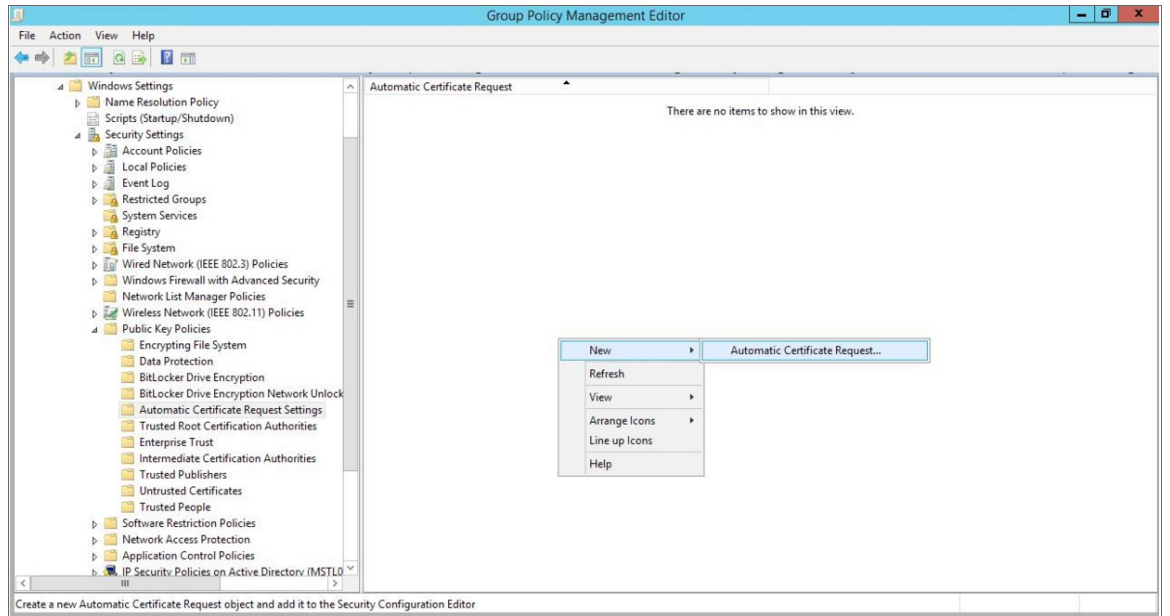 Group Policy Management Editor
File Action View Help
Windows Settings
Name Resolution Policy
Scripts (Startup/Shutdown)
Security Settings
Account Policies
Local Policies
Event Log
Restricted Groups
System Services
Registry
File System
Wired Network (IEEE 802.3) Policies
Windows Firewall with Advanced Security
Network List Manager Policies
Wireless Network (IEEE 802.11) Policies
Public Key Policies
Encrypting File System
Data Protection
BitLocker Drive Encryption
BitLocker Drive Encryption Network Unlock
Automatic Certificate Request Settings
Trusted Root Certification Authorities
Enterprise Trust
Intermediate Certification Authorities
Trusted Publishers
Untrusted Certificates
Trusted People
Software Restriction Policies
Network Access Protection
Application Control Policies
IP Security Policies on Active Directory (MSTL0
Automatic Certificate Request
There are no items to show in this view.
New
Automatic Certificate Request...
Refresh
View
Arrange Icons
Line up Icons
Help
Create a new Automatic Certificate Request object and add it to the Security Configuration Editor